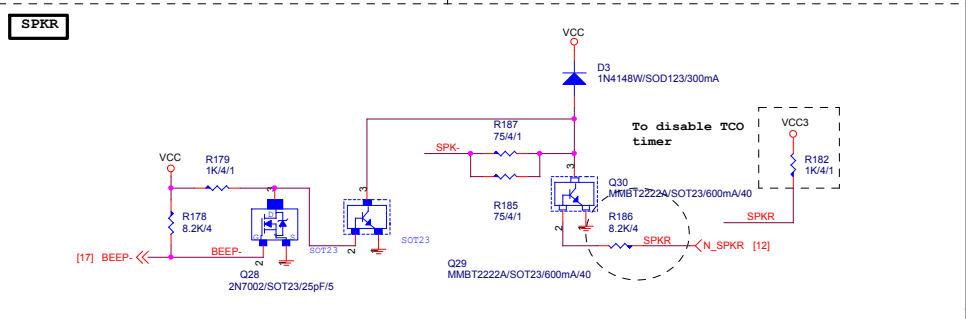 SPKR
VCC
D3
1N4148W/SOD123/300mA
R187
75/4/1
To disable TCO
timer
VCC3
SPK-
R182
1K/4/1
VCC
R179
1K/4/1
3
3
3
R185
75/4/1
Q30
MMBT2222A/SOT23/600mA/40
R178
8.2K/4
D
G
S
SOT23
SOT23
R186
8.2K/4
SPKR
SPKR
N_SPKR [12]
2
2
1
2
1
[17] BEEP-
BEEP-
Q28
2N7002/SOT23/25pF/5
Q29
MMBT2222A/SOT23/600mA/40